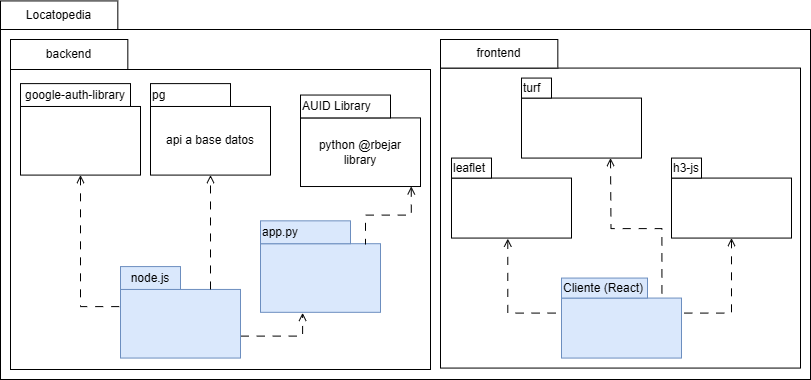 Locatopedia
backend
frontend
google-auth-library
pg
api a base datos
AUID Library
python @rbejar
library
turf
leaflet
h3-js
app.py
node.js
Cliente (React)